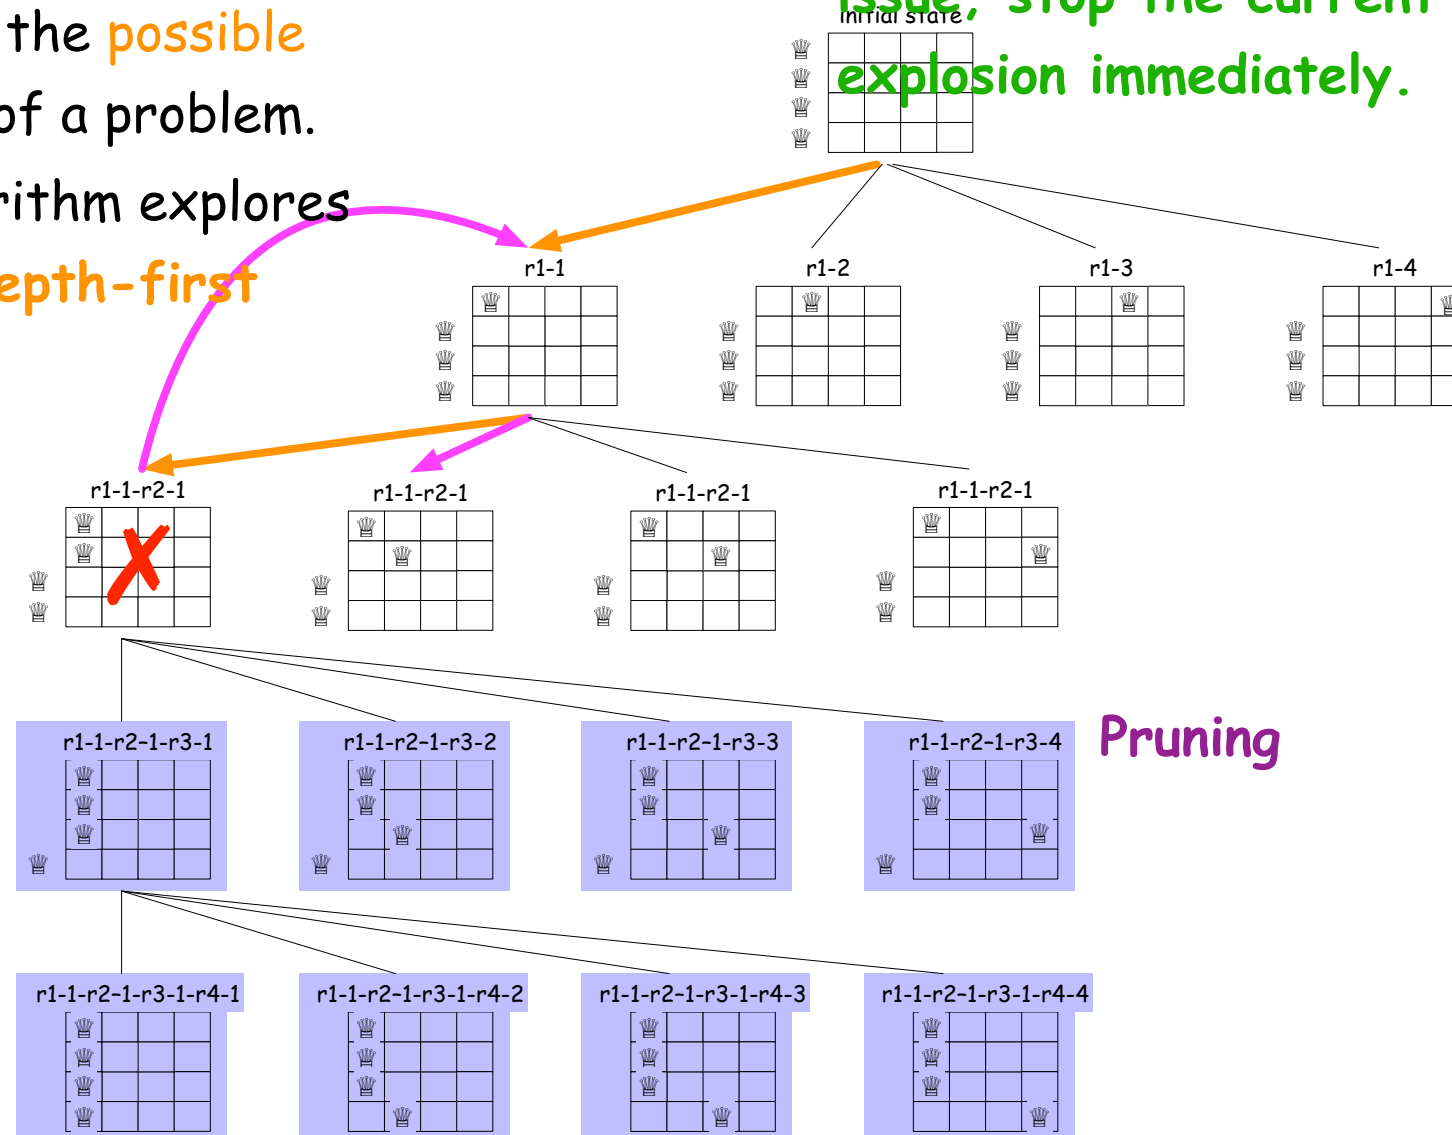 the possible
of a problem.
rithm explores
epth-first
issue, stop the current
explosion immediately.
initial state
r1-1
r1-2
r1-3
r1-4
r1-1-r2-1
r1-1-r2-1
r1-1-r2-1
r1-1-r2-1
r1-1-r2-1-r3-1
r1-1-r2-1-r3-2
r1-1-r2-1-r3-3
r1-1-r2-1-r3-4
Pruning
r1-1-r2-1-r3-1-r4-1
r1-1-r2-1-r3-1-r4-2
r1-1-r2-1-r3-1-r4-3
r1-1-r2-1-r3-1-r4-4